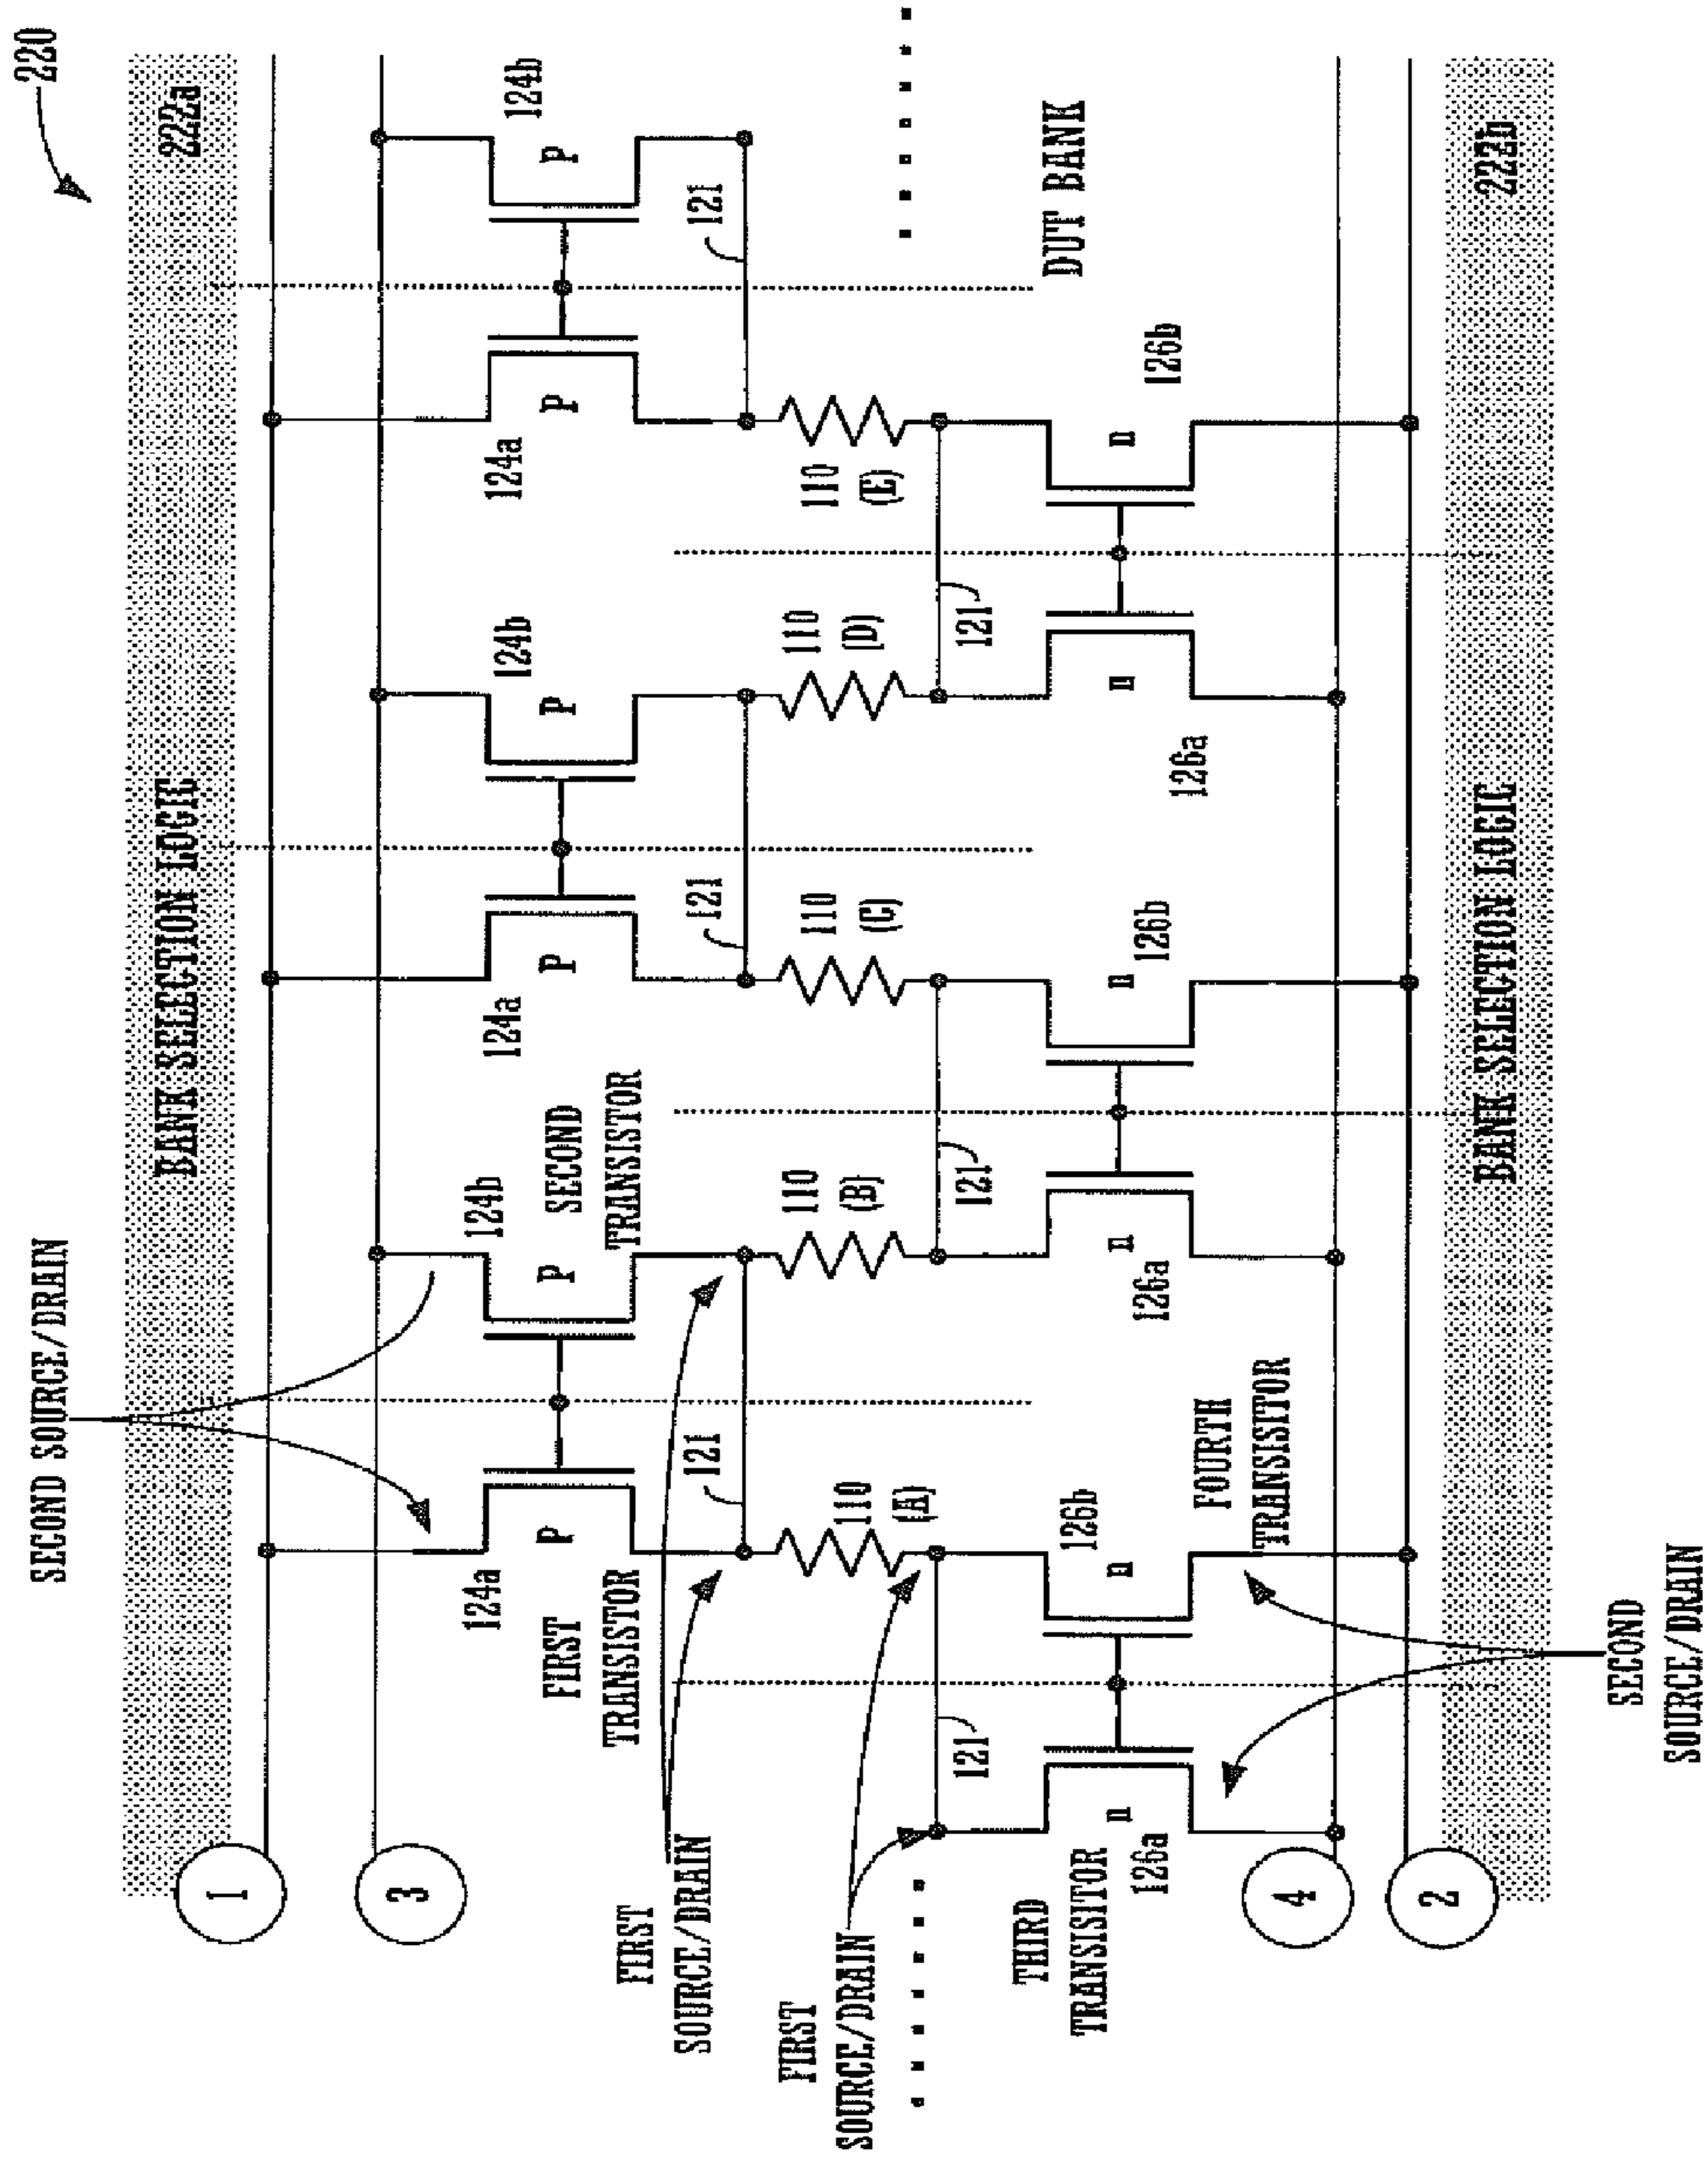 220
SECOND SOURCE/DRAIN
BANK SELECTION LOGIC
222a
1
3
124a
P
FIRST
TRANSISTOR
124b
P
SECOND
TRANSISTOR
124a
P
124b
P
124a
P
124b
P
121
121
121
FIRST
SOURCE/DRAIN
110
(A)
110
(B)
110
(C)
110
(D)
110
(E)
FIRST
SOURCE/DRAIN
121
121
121
DUT BANK
THIRD
TRANSISTOR
126a
n
126b
n
FOURTH
TRANSISTOR
126a
n
126b
n
126a
n
126b
n
4
2
BANK SELECTION LOGIC
222b
SECOND
SOURCE/DRAIN